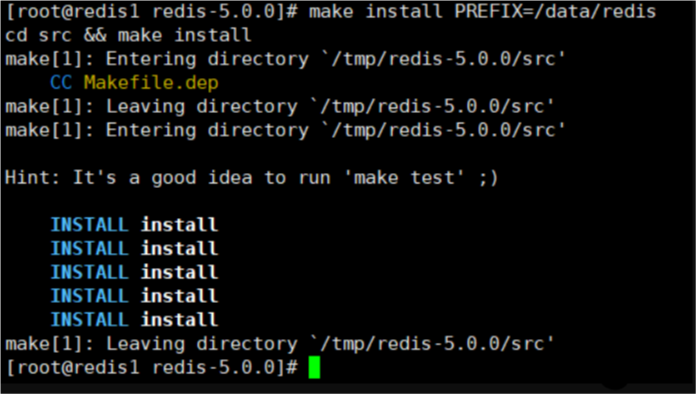 [root@redis1 redis-5.0.0]# make install PREFIX=/data/redis
cd src && make install
make[1]: Entering directory `/tmp/redis-5.0.0/src'
    CC Makefile.dep
make[1]: Leaving directory `/tmp/redis-5.0.0/src'
make[1]: Entering directory `/tmp/redis-5.0.0/src'

Hint: It's a good idea to run 'make test' ;)

    INSTALL install
    INSTALL install
    INSTALL install
    INSTALL install
    INSTALL install
make[1]: Leaving directory `/tmp/redis-5.0.0/src'
[root@redis1 redis-5.0.0]#